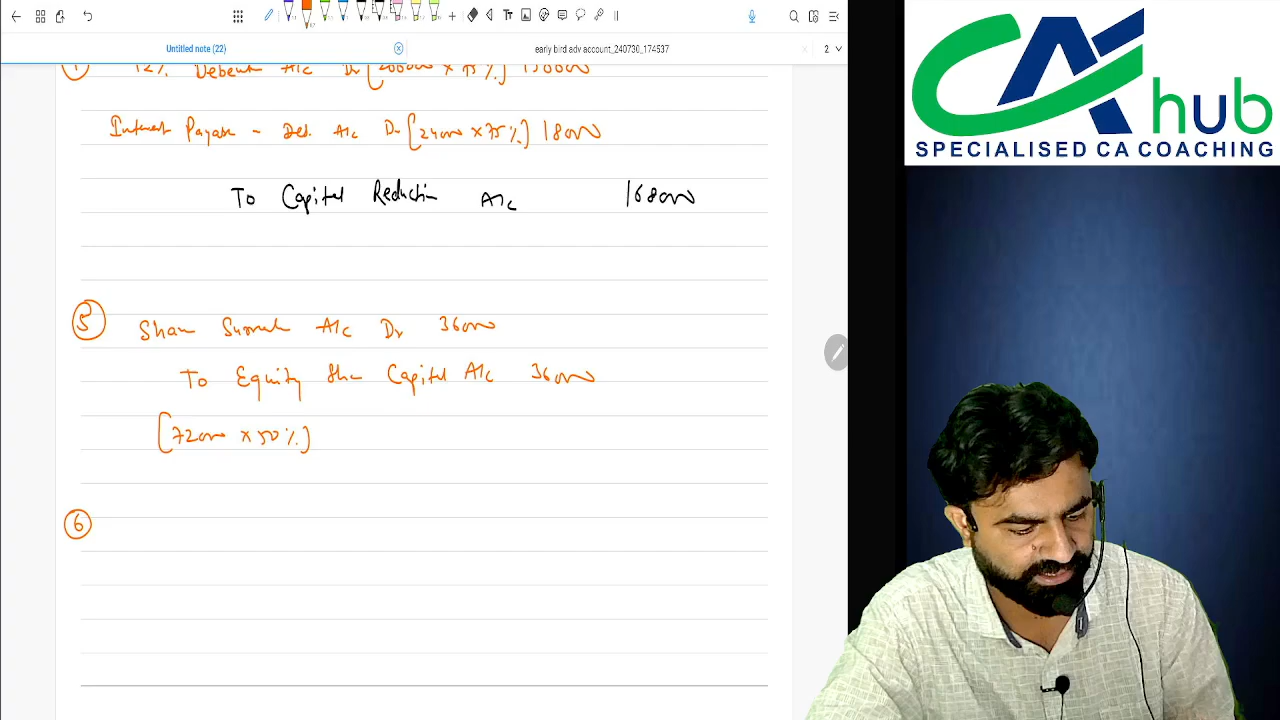 Untitled note (22)
early bird adv account_240730_174537
2
① 12% Debentu A/c Dr [200000 x 75%] 150000
Interest Payable - Deb. A/c Dr [24000 x 75%] 18000
To Capital Reduction A/c 168000
⑤ Share Surrender A/c Dr 36000
To Equity Share Capital A/c 36000
[72000 x 50%]
⑥
CA hub
SPECIALISED CA COACHING